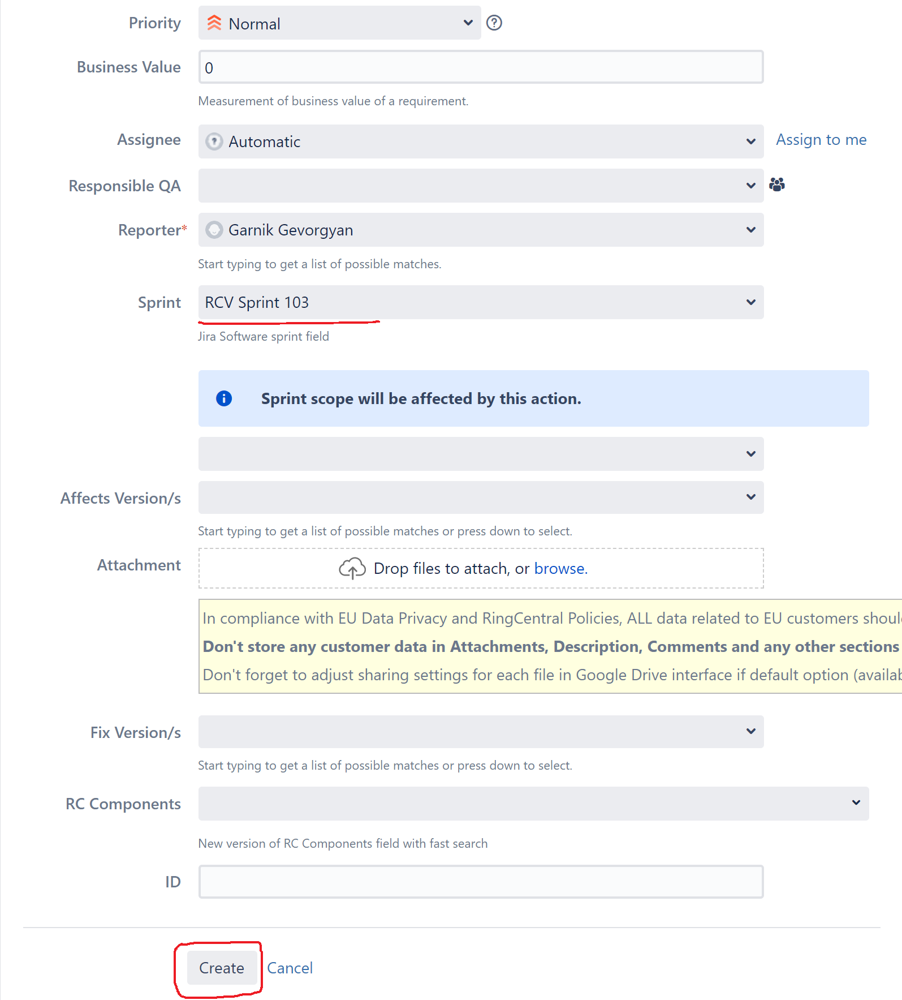 Priority
Normal
Business Value
0
Measurement of business value of a requirement.
Assignee
Automatic
Assign to me
Responsible QA
Reporter*
Garnik Gevorgyan
Start typing to get a list of possible matches.
Sprint
RCV Sprint 103
Jira Software sprint field
Sprint scope will be affected by this action.
Affects Version/s
Start typing to get a list of possible matches or press down to select.
Attachment
Drop files to attach, or browse.
In compliance with EU Data Privacy and RingCentral Policies, ALL data related to EU customers
Don't store any customer data in Attachments, Description, Comments and any other sections
Don't forget to adjust sharing settings for each file in Google Drive interface if default option
Fix Version/s
Start typing to get a list of possible matches or press down to select.
RC Components
New version of RC Components field with fast search
ID
Create
Cancel